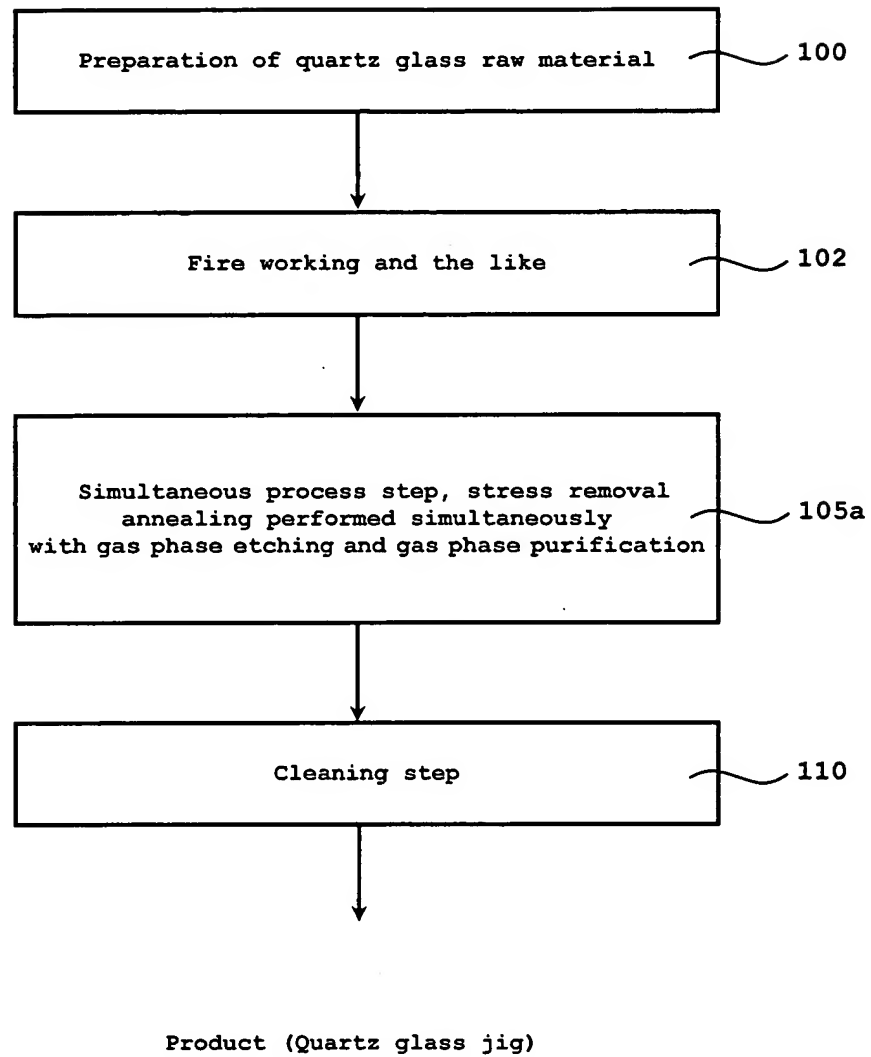 Preparation of quartz glass raw material
100
Fire working and the like
102
Simultaneous process step, stress removal
annealing performed simultaneously
with gas phase etching and gas phase purification
105a
Cleaning step
110
Product (Quartz glass jig)